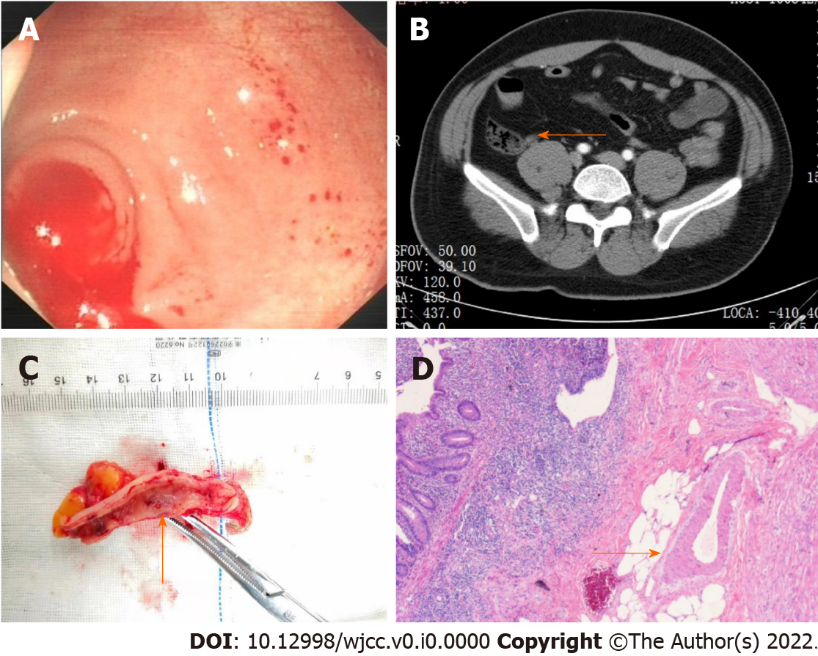 A
B
R
15
SFOV: 50.00
DFOV: 39.10
KV: 120.0
mA: 458.0
TI: 437.0
LOCA: -410.40
C
No.6220
16 15 14 13 12 11 10 7 6 5
D
DOI: 10.12998/wjcc.v0.i0.0000 Copyright ©The Author(s) 2022.